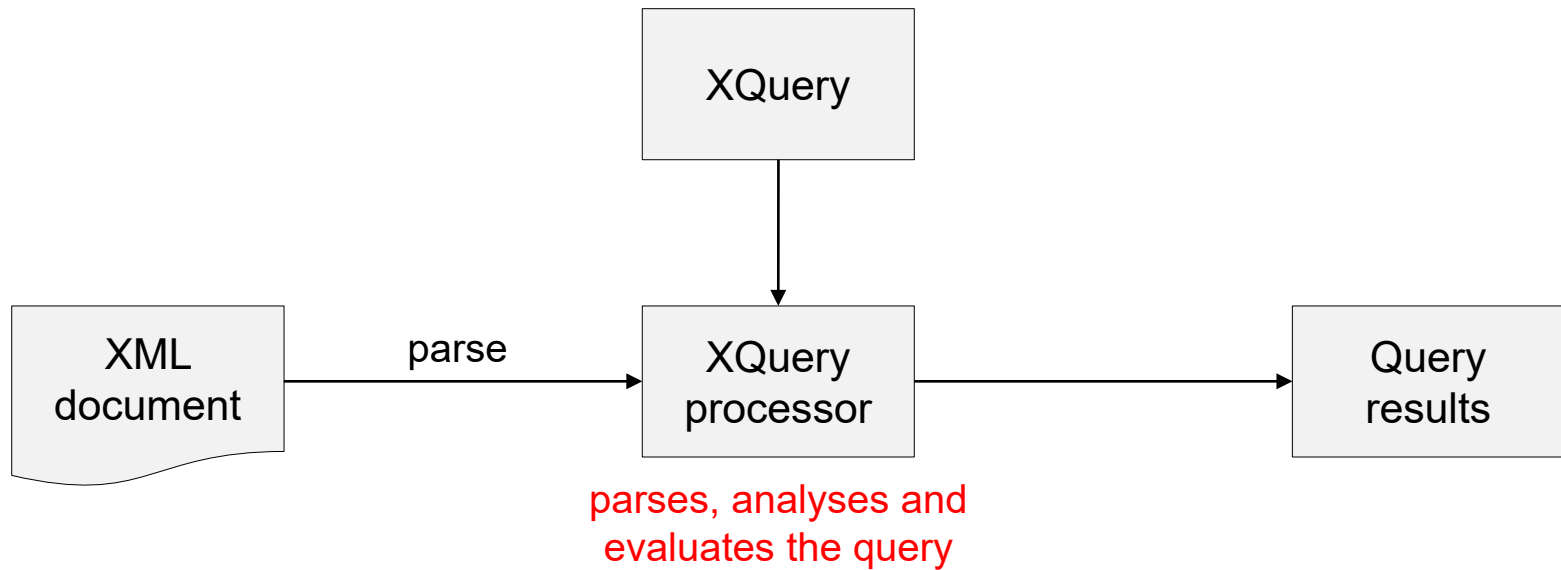 XQuery
XML
document
parse
XQuery
processor
Query
results
parses, analyses and
evaluates the query